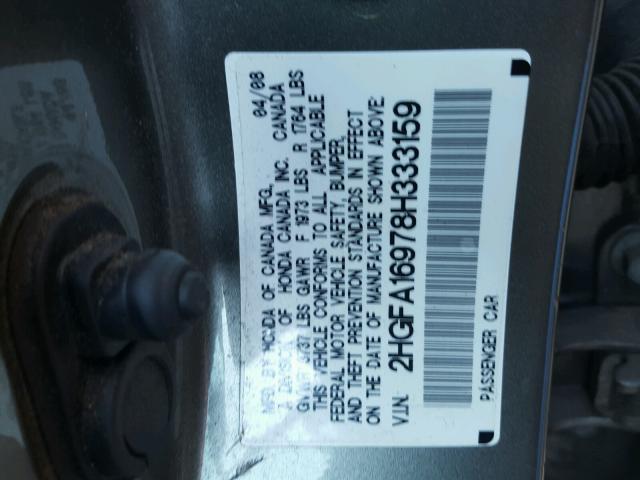 MFD BY HONDA OF CANADA MFG., 04/08
A DIVISION OF HONDA CANADA INC. CANADA
GVWR 3737 LBS GAWR F 1973 LBS R 1764 LBS
THIS VEHICLE CONFORMS TO ALL APPLICABLE
FEDERAL MOTOR VEHICLE SAFETY, BUMPER,
AND THEFT PREVENTION STANDARDS IN EFFECT
ON THE DATE OF MANUFACTURE SHOWN ABOVE.
V.I.N: 2HGFA16978H333159
PASSENGER CAR